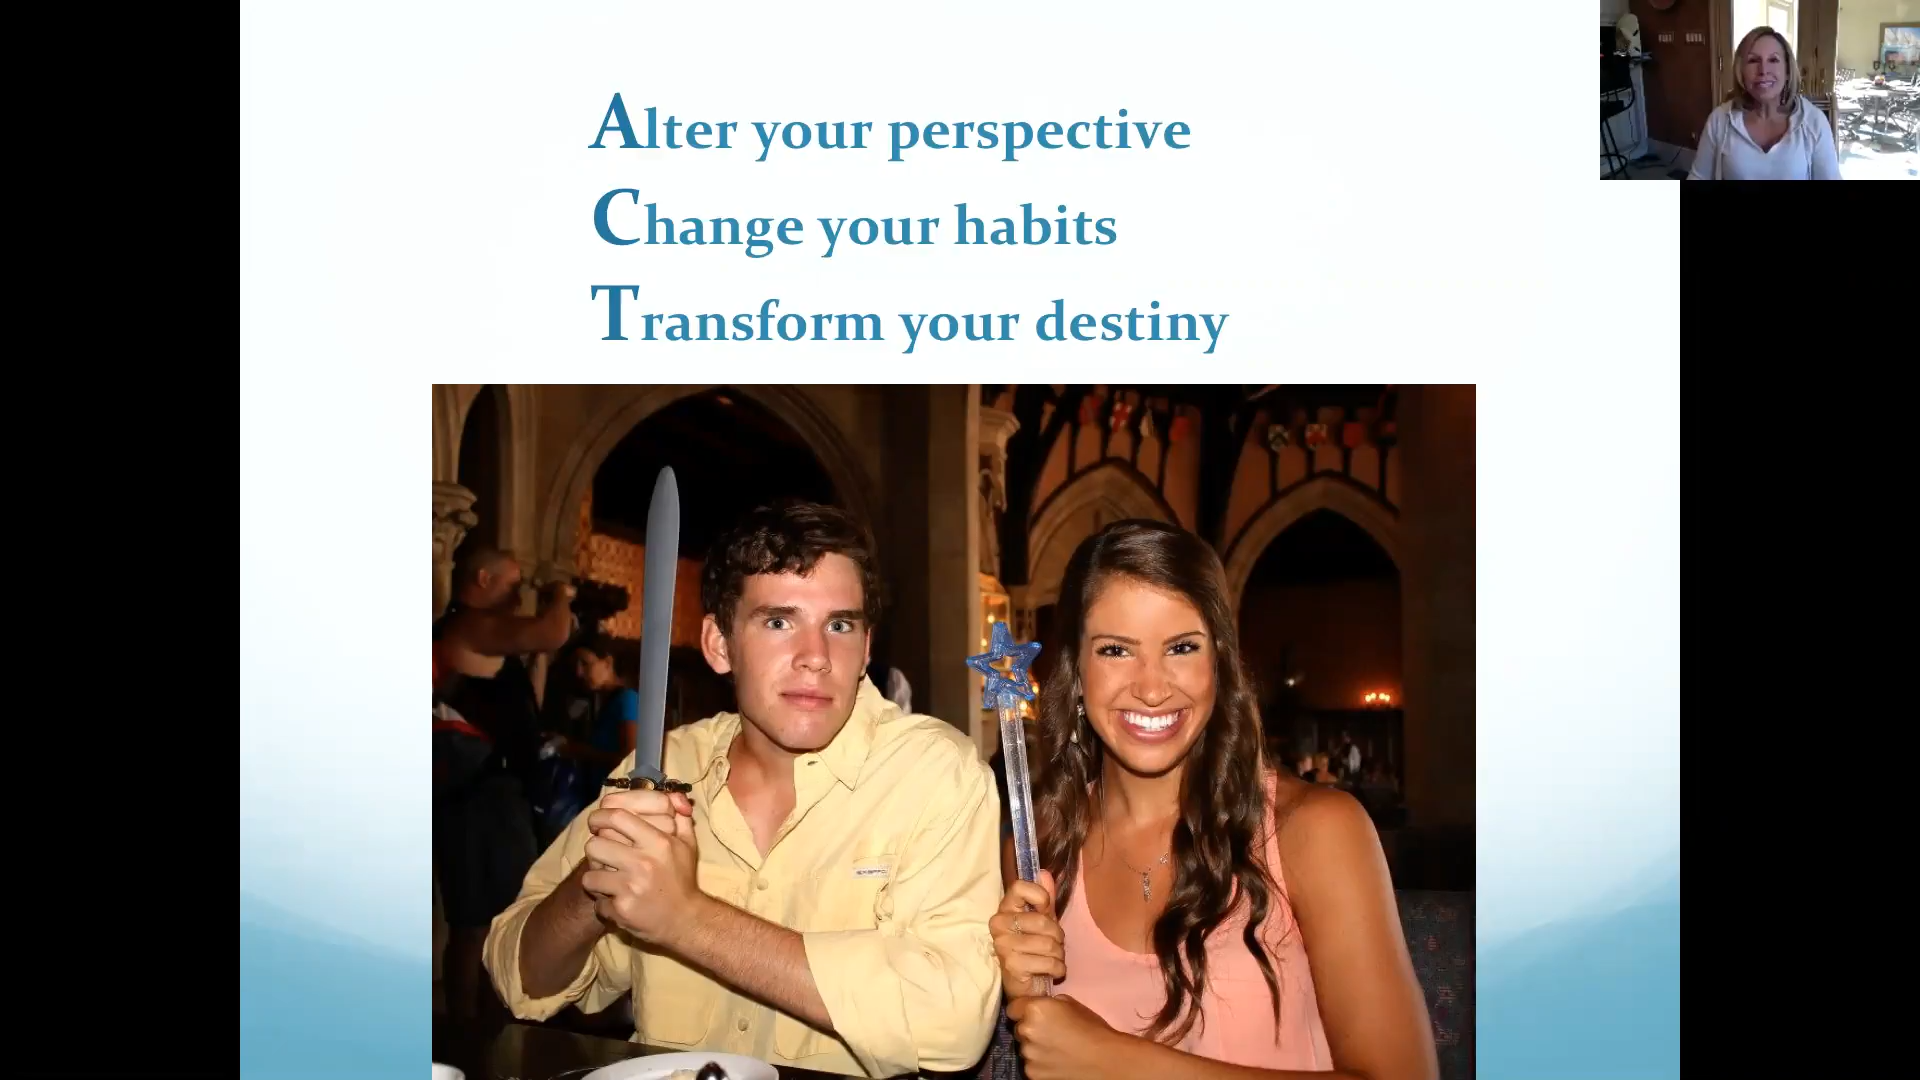 Alter your perspective
Change your habits
Transform your destiny